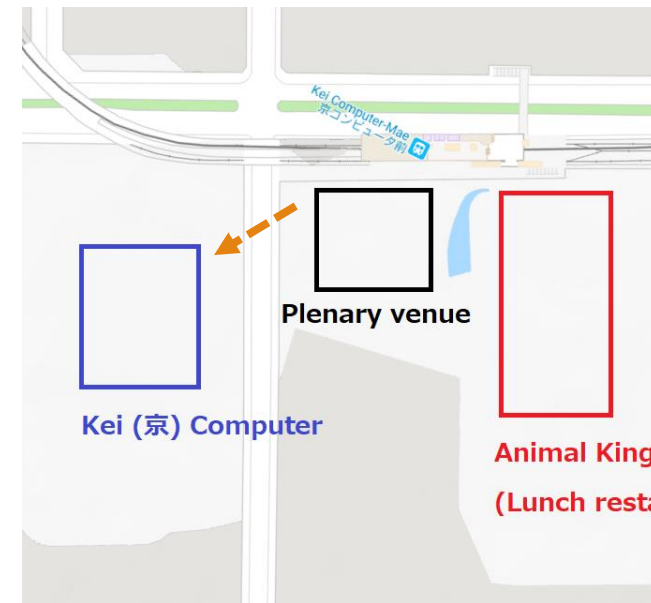 Kei Computer-Mae
京コンピュータ前
Plenary venue
Kei (京) Computer
Animal King
(Lunch resta